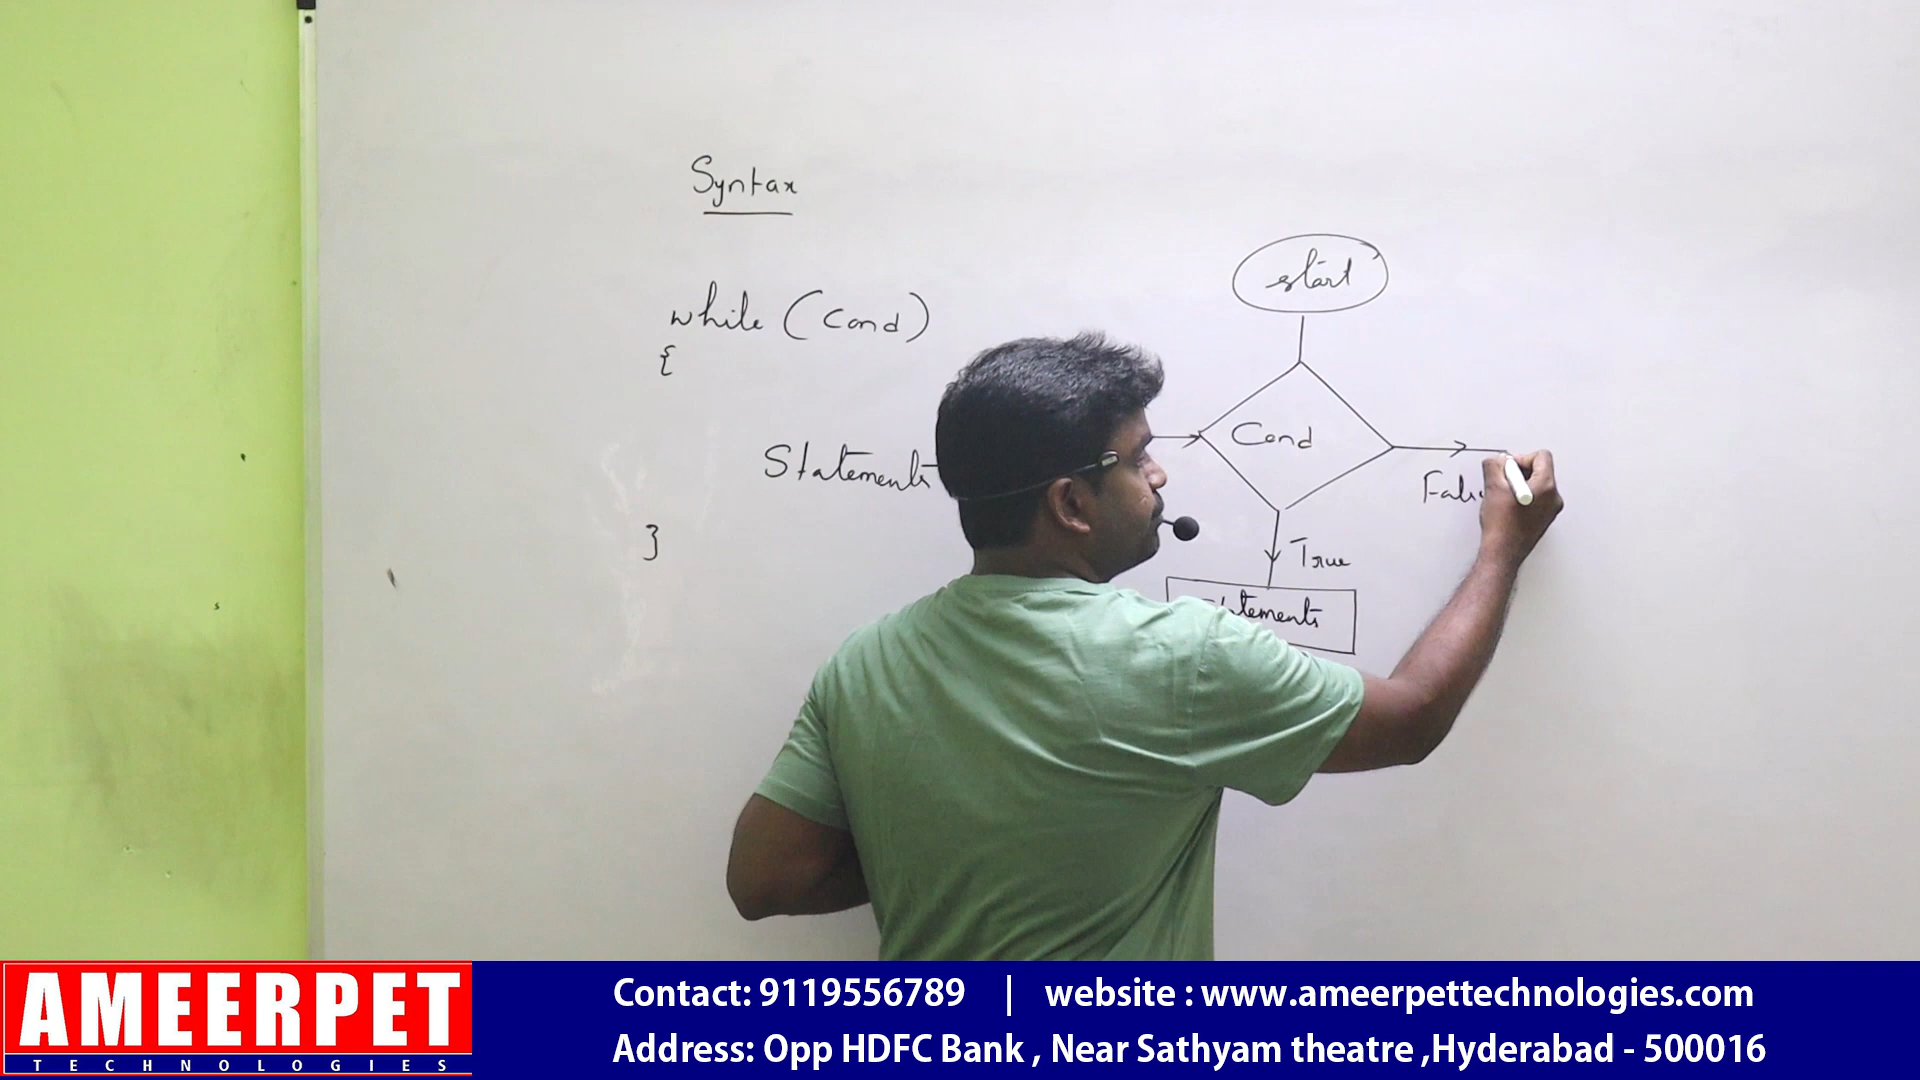 Syntax
while (Cond)
{
Statements
}
start
Cond
True
AMEERPET
TECHNOLOGIES
Contact: 9119556789 | website : www.ameerpettechnologies.com
Address: Opp HDFC Bank , Near Sathyam theatre ,Hyderabad - 500016